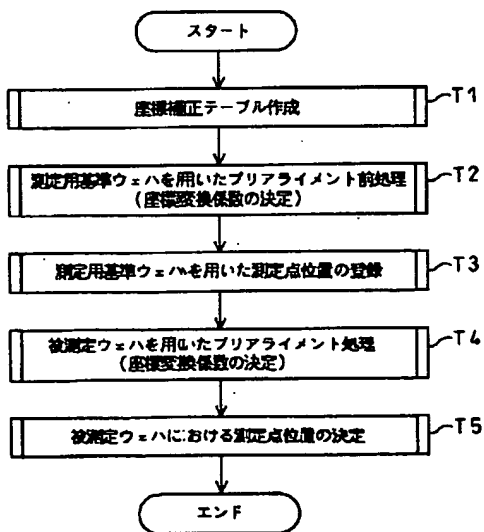 スタート
座標補正テーブル作成
T1
測定用基準ウェハを用いたプリアライメント前処理
(座標変換係数の決定)
T2
測定用基準ウェハを用いた測定点位置の登録
T3
被測定ウェハを用いたプリアライメント処理
(座標変換係数の決定)
T4
被測定ウェハにおける測定点位置の決定
T5
エンド